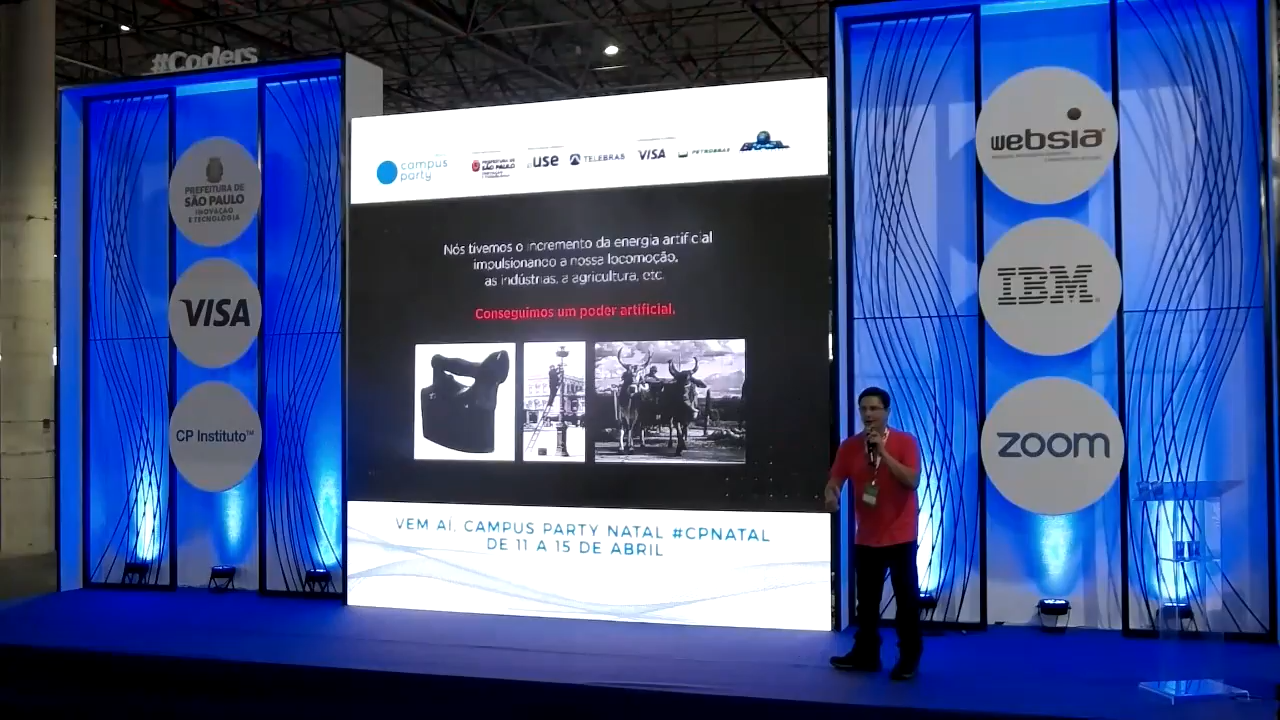 #Coders
PREFEITURA DE
SÃO PAULO
INOVAÇÃO
E TECNOLOGIA
VISA
CP Instituto™
campus
party
PREFEITURA DE
SÃO PAULO
use
TELEBRAS
VISA
PETROBRAS
BRASIL
Nós tivemos o incremento da energia artificial
impulsionando a nossa locomoção,
as indústrias, a agricultura, etc.
Conseguimos um poder artificial.
VEM AÍ. CAMPUS PARTY NATAL #CPNATAL
DE 11 A 15 DE ABRIL
websia
IBM
zoom